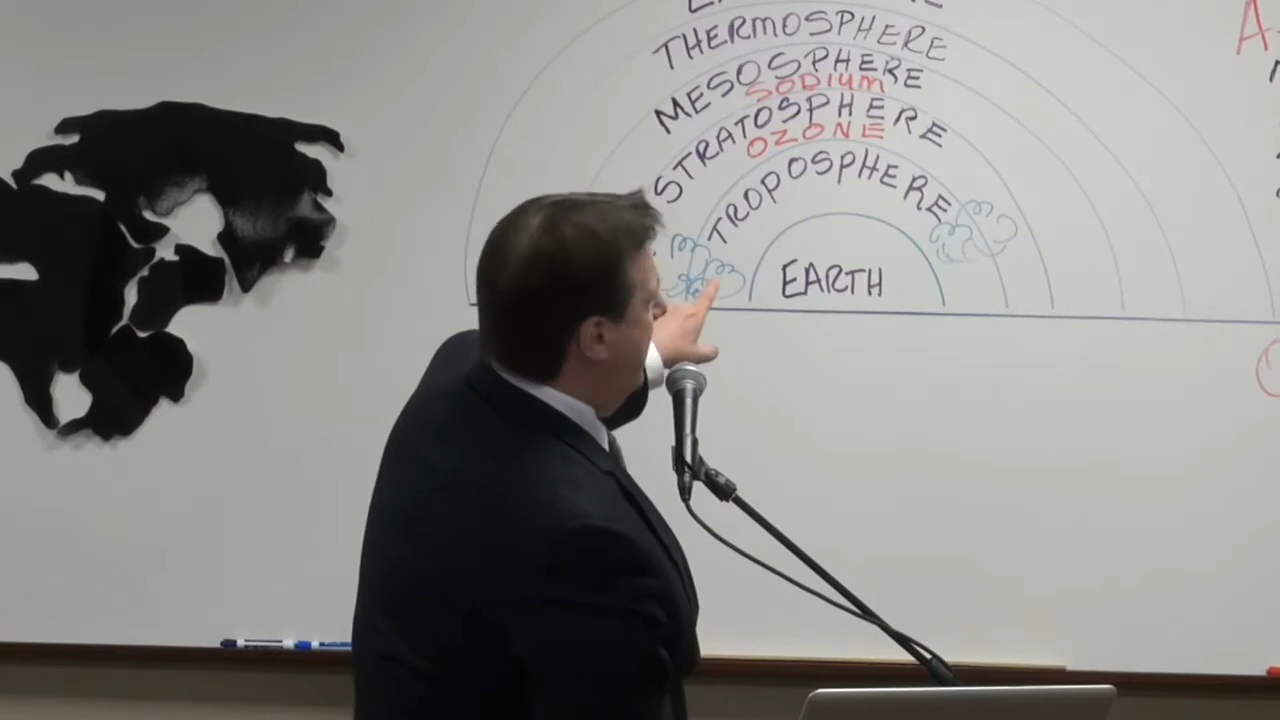 THERMOSPHERE
MESOSPHERE
SODIUM
STRATOSPHERE
OZONE
TROPOSPHERE
EARTH
A